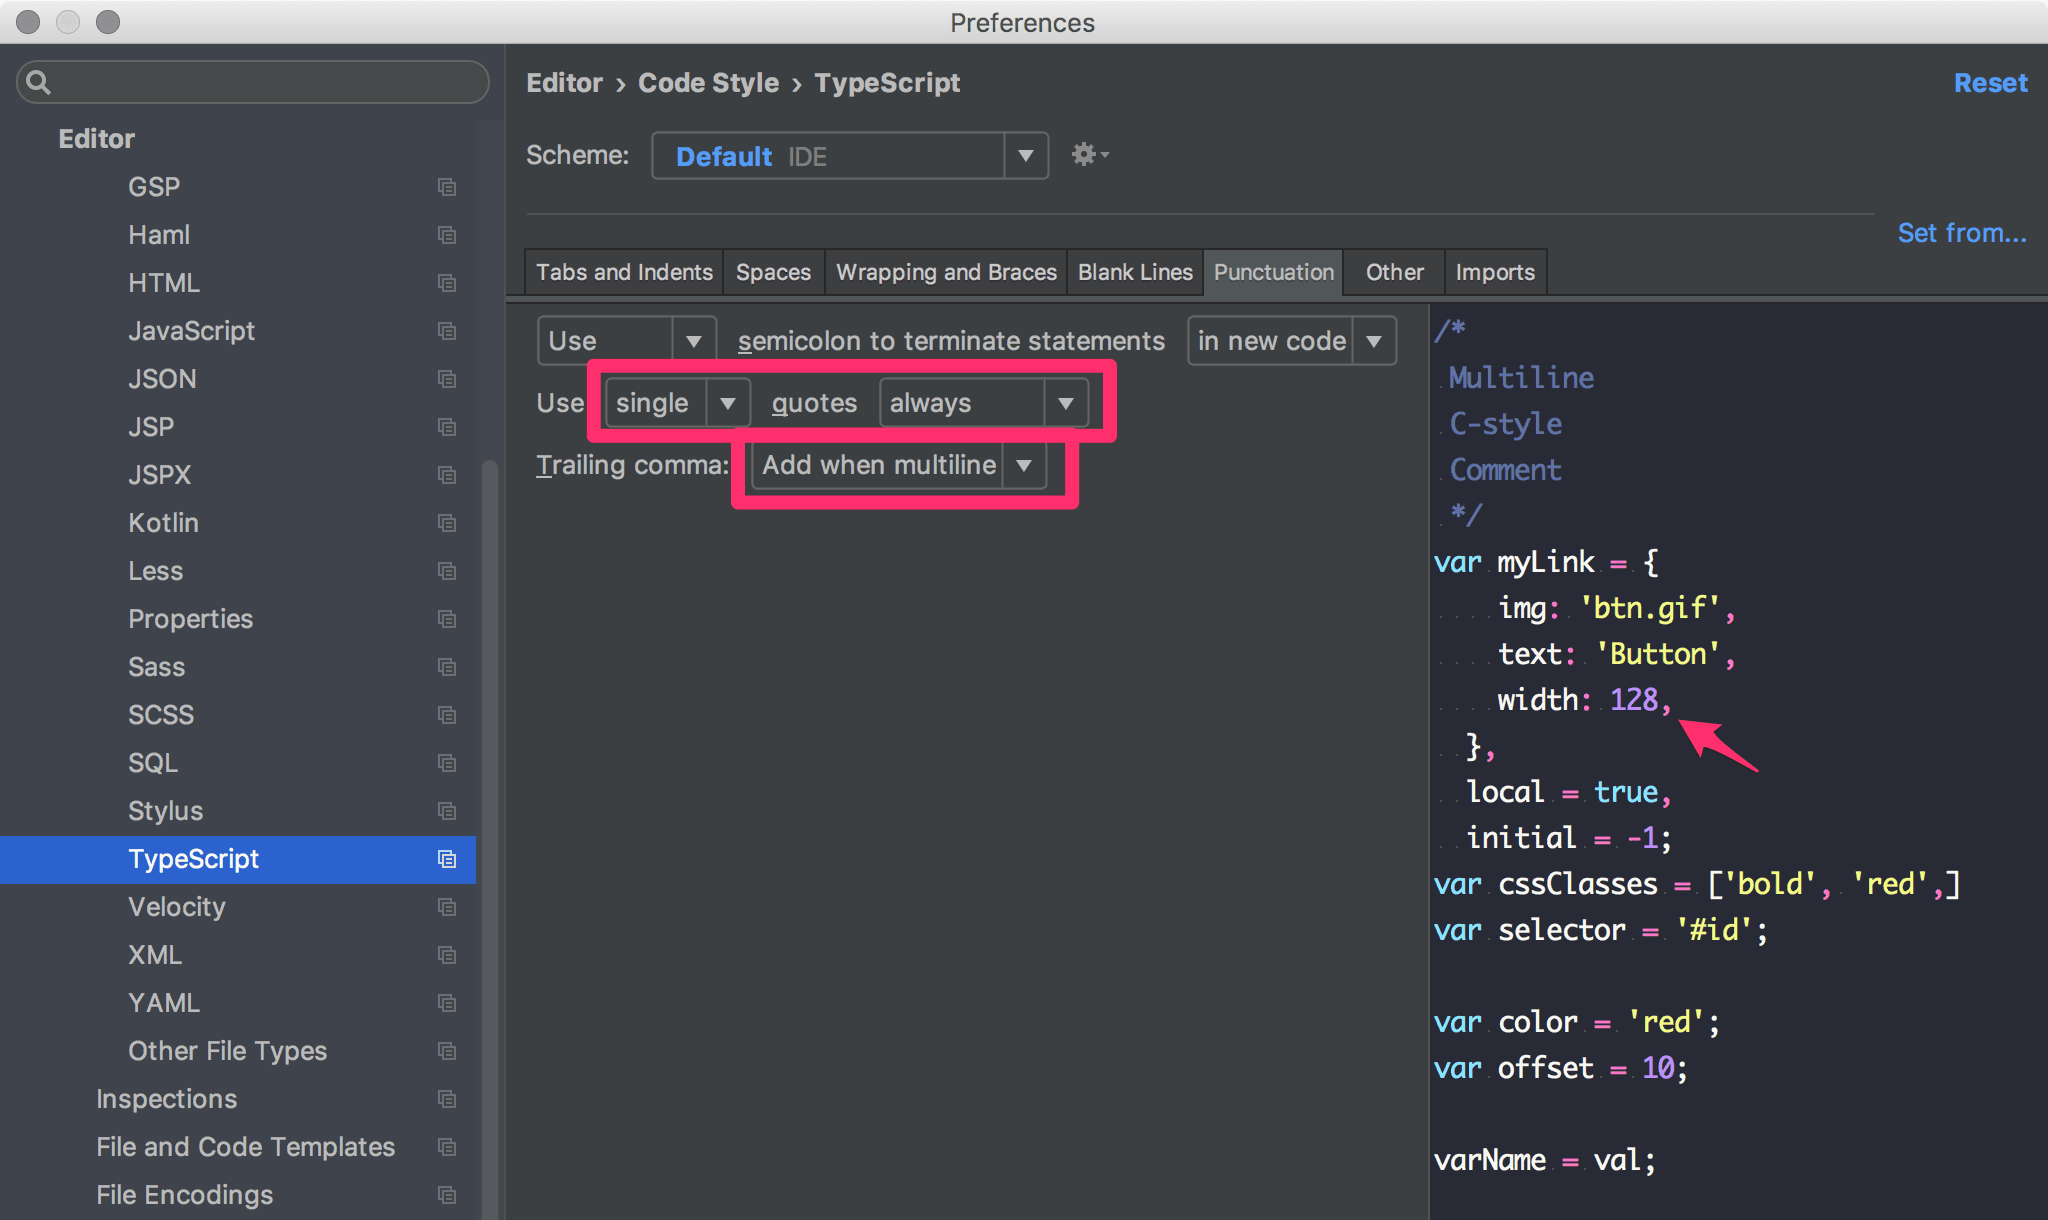 Preferences
Editor
GSP
Haml
HTML
JavaScript
JSON
JSP
JSPX
Kotlin
Less
Properties
Sass
SCSS
SQL
Stylus
TypeScript
Velocity
XML
YAML
Other File Types
Inspections
File and Code Templates
File Encodings
Editor › Code Style › TypeScript
Reset
Scheme: Default IDE
Set from...
Tabs and Indents Spaces Wrapping and Braces Blank Lines Punctuation Other Imports
Use semicolon to terminate statements in new code
Use single quotes always
Trailing comma: Add when multiline
/*
Multiline
C-style
Comment
*/
var myLink = {
img: 'btn.gif',
text: 'Button',
width: 128,
},
local = true,
initial = -1;
var cssClasses = ['bold', 'red',]
var selector = '#id';
var color = 'red';
var offset = 10;
varName = val;